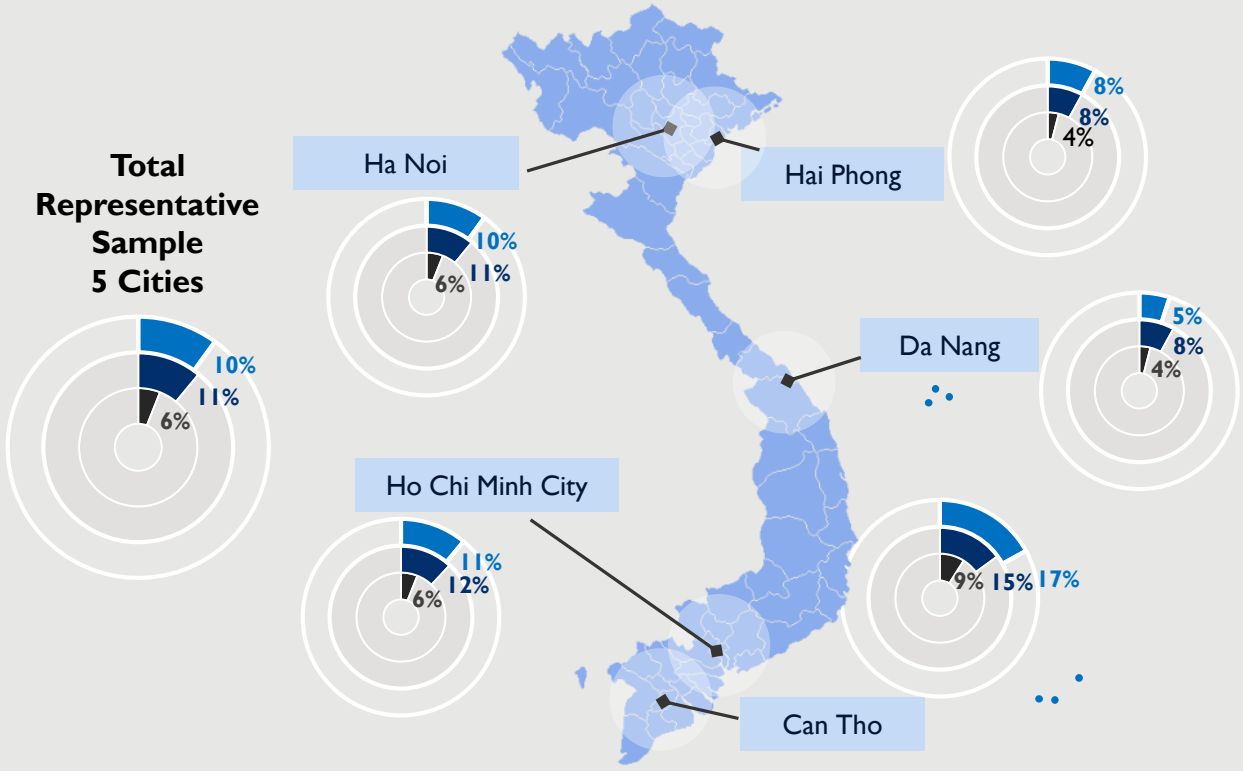 Total
Representative
Sample
5 Cities
10%
11%
6%
Ha Noi
10%
11%
6%
Hai Phong
8%
8%
4%
Da Nang
5%
8%
4%
Ho Chi Minh City
11%
12%
6%
Can Tho
9%
15%
17%